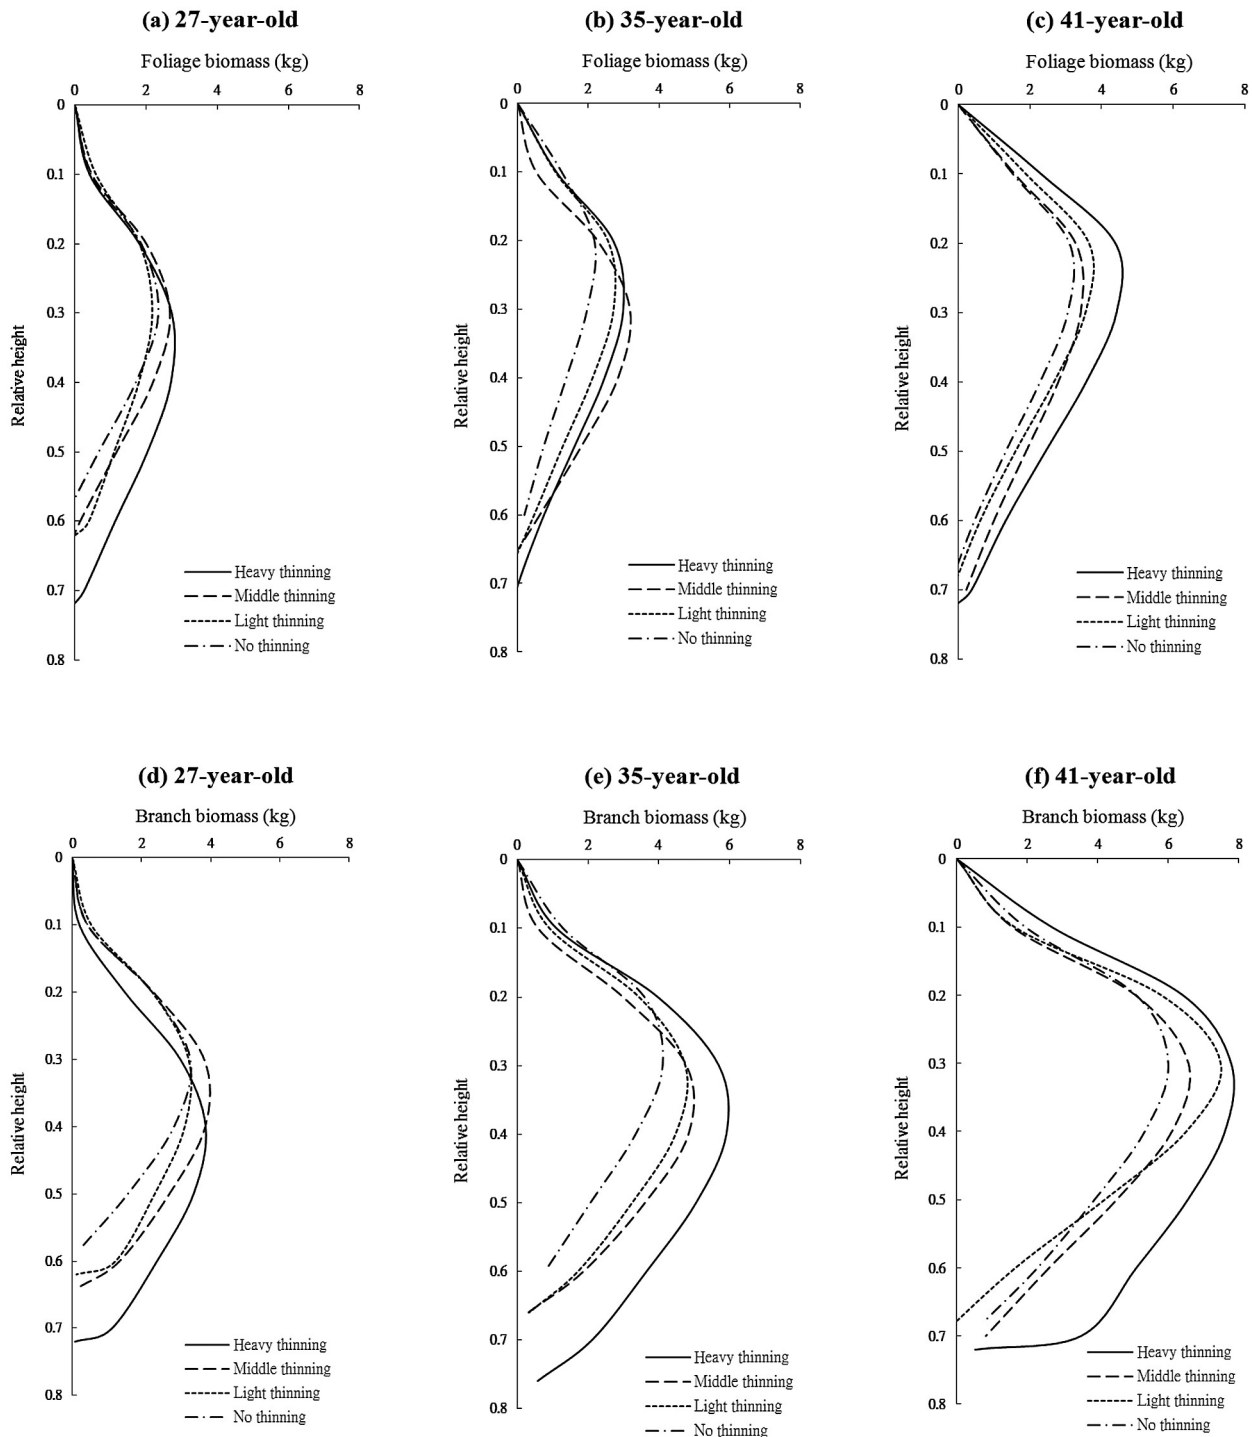 (a) 27-year-old
Foliage biomass (kg)
0 2 4 6 8
0
0.1
0.2
0.3
0.4
0.5
0.6
0.7
0.8
Relative height
Heavy thinning
Middle thinning
Light thinning
No thinning
(b) 35-year-old
Foliage biomass (kg)
0 2 4 6 8
0
0.1
0.2
0.3
0.4
0.5
0.6
0.7
0.8
Relative height
Heavy thinning
Middle thinning
Light thinning
No thinning
(c) 41-year-old
Foliage biomass (kg)
0 2 4 6 8
0
0.1
0.2
0.3
0.4
0.5
0.6
0.7
0.8
Relative height
Heavy thinning
Middle thinning
Light thinning
No thinning
(d) 27-year-old
Branch biomass (kg)
0 2 4 6 8
0
0.1
0.2
0.3
0.4
0.5
0.6
0.7
0.8
Relative height
Heavy thinning
Middle thinning
Light thinning
No thinning
(e) 35-year-old
Branch biomass (kg)
0 2 4 6 8
0
0.1
0.2
0.3
0.4
0.5
0.6
0.7
0.8
Relative height
Heavy thinning
Middle thinning
Light thinning
No thinning
(f) 41-year-old
Branch biomass (kg)
0 2 4 6 8
0
0.1
0.2
0.3
0.4
0.5
0.6
0.7
0.8
Relative height
Heavy thinning
Middle thinning
Light thinning
No thinning